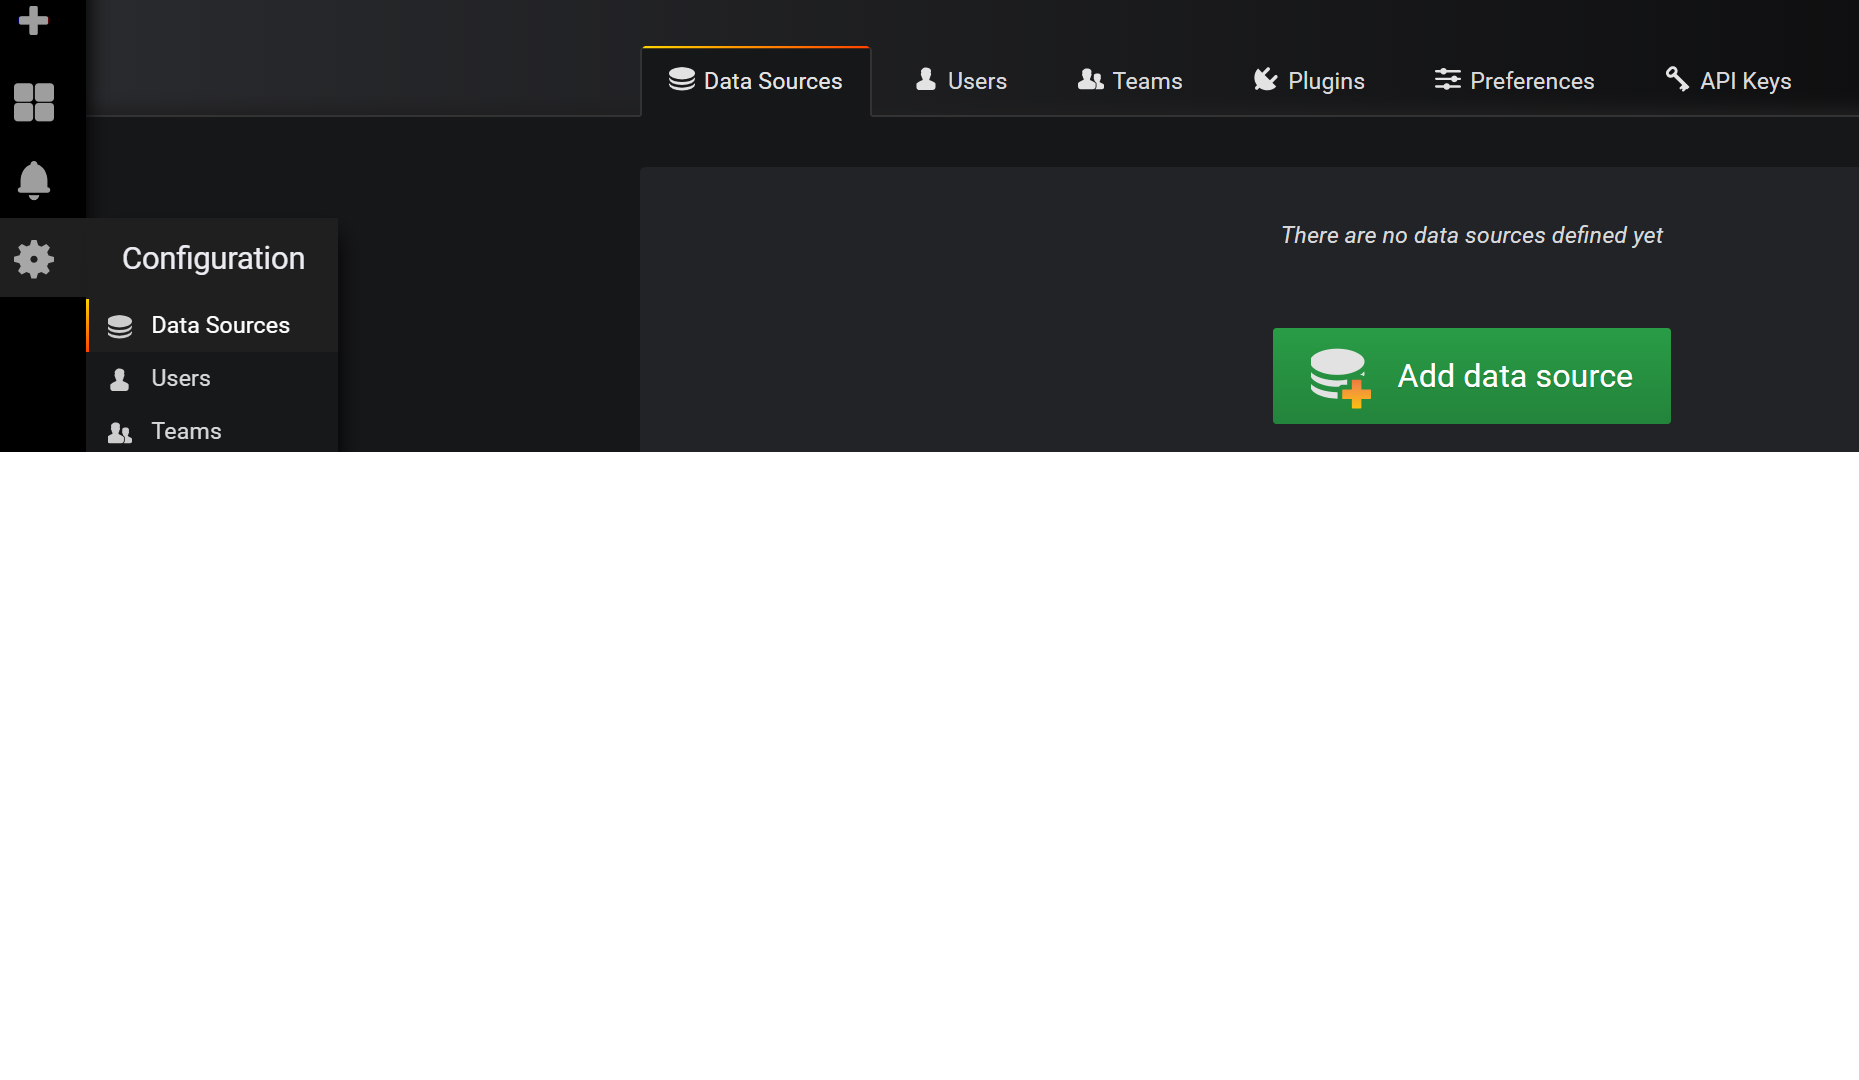 Data Sources
Users
Teams
Plugins
Preferences
API Keys
There are no data sources defined yet
Configuration
Data Sources
Add data source
Users
Teams